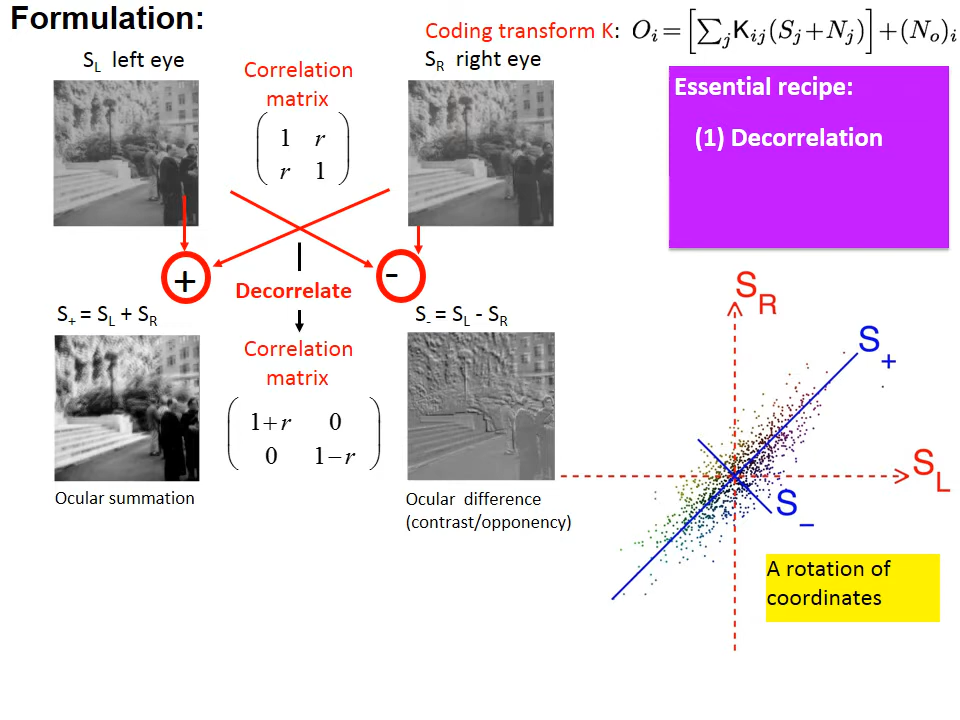 Formulation:
Coding transform K: O_i = [∑_j K_ij(S_j+N_j)] + (N_o)_i
S_L left eye
Correlation
matrix
S_R right eye
( 1 r
r 1 )
Essential recipe:
(1) Decorrelation
+
-
Decorrelate
S_+ = S_L + S_R
S_- = S_L - S_R
Correlation
matrix
( 1+r 0
0 1−r )
Ocular summation
Ocular difference
(contrast/opponency)
S_R
S_+
S_L
S_−
A rotation of
coordinates